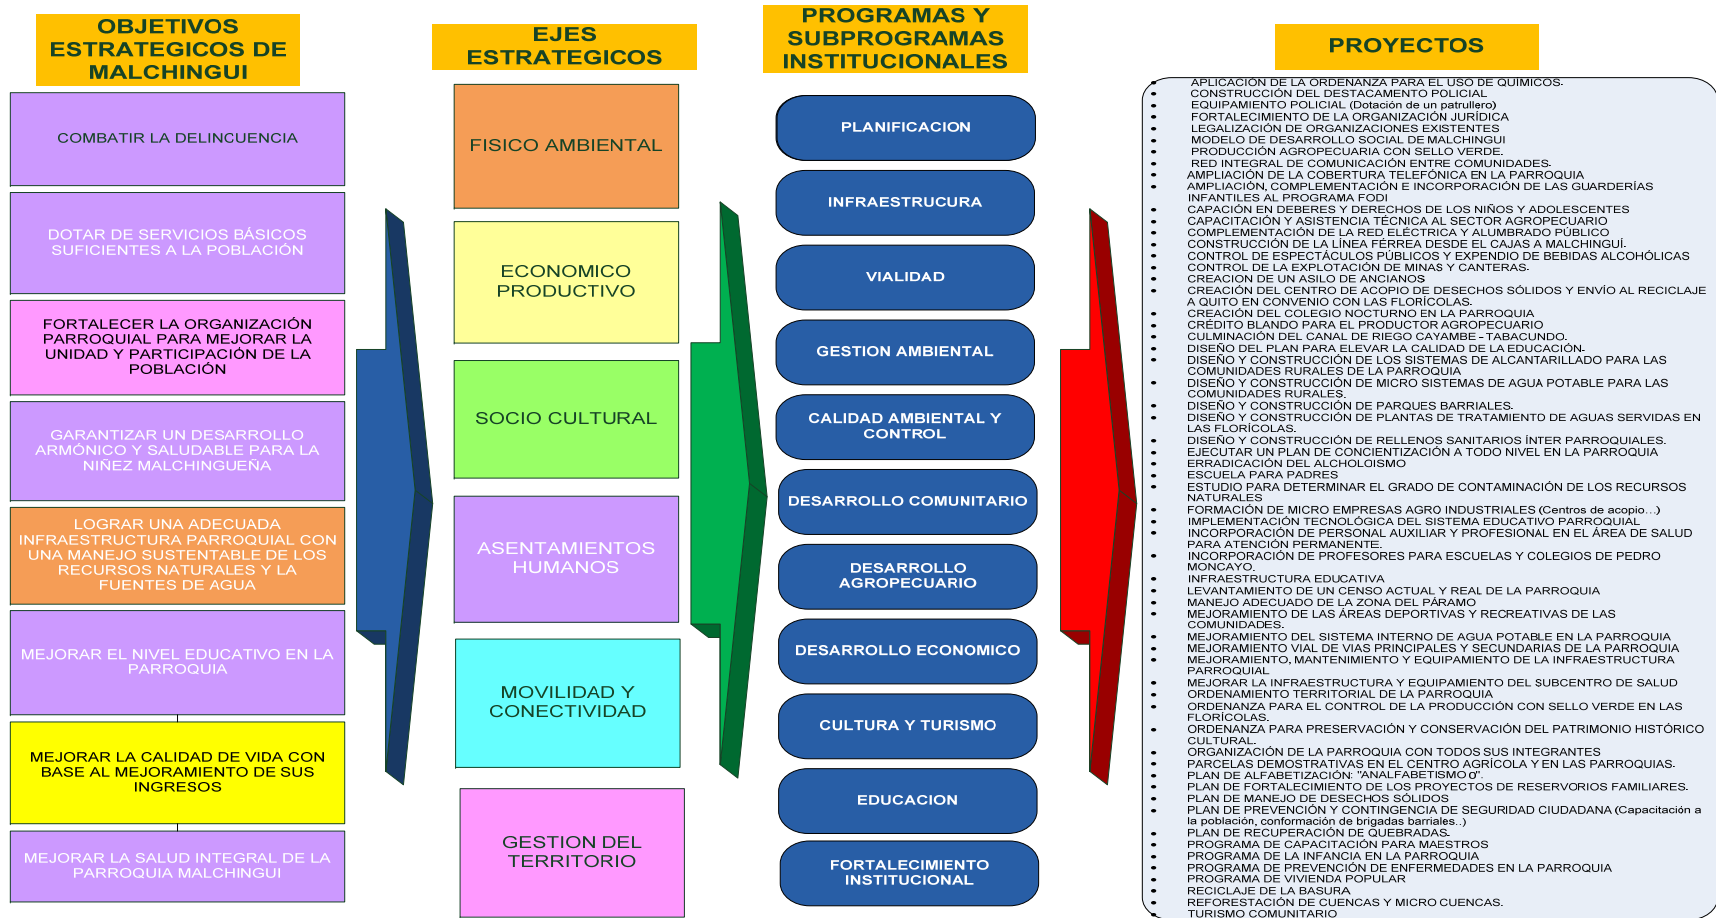 OBJETIVOS
ESTRATEGICOS DE
MALCHINGUI
COMBATIR LA DELINCUENCIA
DOTAR DE SERVICIOS BÁSICOS
SUFICIENTES A LA POBLACIÓN
FORTALECER LA ORGANIZACIÓN
PARROQUIAL PARA MEJORAR LA
UNIDAD Y PARTICIPACIÓN DE LA
POBLACIÓN
GARANTIZAR UN DESARROLLO
ARMÓNICO Y SALUDABLE PARA LA
NIÑEZ MALCHINGUEÑA
LOGRAR UNA ADECUADA
INFRAESTRUCTURA PARROQUIAL CON
UNA MANEJO SUSTENTABLE DE LOS
RECURSOS NATURALES Y LA
FUENTES DE AGUA
MEJORAR EL NIVEL EDUCATIVO EN LA
PARROQUIA
MEJORAR LA CALIDAD DE VIDA CON
BASE AL MEJORAMIENTO DE SUS
INGRESOS
MEJORAR LA SALUD INTEGRAL DE LA
PARROQUIA MALCHINGUI
EJES
ESTRATEGICOS
FISICO AMBIENTAL
ECONOMICO
PRODUCTIVO
SOCIO CULTURAL
ASENTAMIENTOS
HUMANOS
MOVILIDAD Y
CONECTIVIDAD
GESTION DEL
TERRITORIO
PROGRAMAS Y
SUBPROGRAMAS
INSTITUCIONALES
PLANIFICACION
INFRAESTRUCURA
VIALIDAD
GESTION AMBIENTAL
CALIDAD AMBIENTAL Y
CONTROL
DESARROLLO COMUNITARIO
DESARROLLO
AGROPECUARIO
DESARROLLO ECONOMICO
CULTURA Y TURISMO
EDUCACION
FORTALECIMIENTO
INSTITUCIONAL
PROYECTOS
• APLICACIÓN DE LA ORDENANZA PARA EL USO DE QUÍMICOS.
• CONSTRUCCIÓN DEL DESTACAMENTO POLICIAL
• EQUIPAMIENTO POLICIAL (Dotación de un patrullero)
• FORTALECIMIENTO DE LA ORGANIZACIÓN JURÍDICA
• LEGALIZACIÓN DE ORGANIZACIONES EXISTENTES
• MODELO DE DESARROLLO SOCIAL DE MALCHINGUI
• PRODUCCIÓN AGROPECUARIA CON SELLO VERDE.
• RED INTEGRAL DE COMUNICACIÓN ENTRE COMUNIDADES.
• AMPLIACIÓN DE LA COBERTURA TELEFÓNICA EN LA PARROQUIA
• AMPLIACIÓN, COMPLEMENTACIÓN E INCORPORACIÓN DE LAS GUARDERÍAS
INFANTILES AL PROGRAMA FODI
• CAPACIÓN EN DEBERES Y DERECHOS DE LOS NIÑOS Y ADOLESCENTES
• CAPACITACIÓN Y ASISTENCIA TÉCNICA AL SECTOR AGROPECUARIO
• COMPLEMENTACIÓN DE LA RED ELÉCTRICA Y ALUMBRADO PÚBLICO
• CONSTRUCCIÓN DE LA LÍNEA FÉRREA DESDE EL CAJAS A MALCHINGUÍ.
• CONTROL DE ESPECTÁCULOS PÚBLICOS Y EXPENDIO DE BEBIDAS ALCOHÓLICAS
• CONTROL DE LA EXPLOTACIÓN DE MINAS Y CANTERAS.
• CREACION DE UN ASILO DE ANCIANOS
• CREACIÓN DEL CENTRO DE ACOPIO DE DESECHOS SÓLIDOS Y ENVÍO AL RECICLAJE
A QUITO EN CONVENIO CON LAS FLORÍCOLAS.
• CREACIÓN DEL COLEGIO NOCTURNO EN LA PARROQUIA
• CRÉDITO BLANDO PARA EL PRODUCTOR AGROPECUARIO
• CULMINACIÓN DEL CANAL DE RIEGO CAYAMBE - TABACUNDO.
• DISEÑO DEL PLAN PARA ELEVAR LA CALIDAD DE LA EDUCACIÓN.
• DISEÑO Y CONSTRUCCIÓN DE LOS SISTEMAS DE ALCANTARILLADO PARA LAS
COMUNIDADES RURALES DE LA PARROQUIA
• DISEÑO Y CONSTRUCCIÓN DE MICRO SISTEMAS DE AGUA POTABLE PARA LAS
COMUNIDADES RURALES.
• DISEÑO Y CONSTRUCCIÓN DE PARQUES BARRIALES.
• DISEÑO Y CONSTRUCCIÓN DE PLANTAS DE TRATAMIENTO DE AGUAS SERVIDAS EN
LAS FLORÍCOLAS.
• DISEÑO Y CONSTRUCCIÓN DE RELLENOS SANITARIOS ÍNTER PARROQUIALES.
• EJECUTAR UN PLAN DE CONCIENTIZACIÓN A TODO NIVEL EN LA PARROQUIA
• ERRADICACIÓN DEL ALCHOLOISMO
• ESCUELA PARA PADRES
• ESTUDIO PARA DETERMINAR EL GRADO DE CONTAMINACIÓN DE LOS RECURSOS
NATURALES
• FORMACIÓN DE MICRO EMPRESAS AGRO INDUSTRIALES (Centros de acopio...)
• IMPLEMENTACIÓN TECNOLÓGICA DEL SISTEMA EDUCATIVO PARROQUIAL
• INCORPORACIÓN DE PERSONAL AUXILIAR Y PROFESIONAL EN EL ÁREA DE SALUD
PARA ATENCIÓN PERMANENTE.
• INCORPORACIÓN DE PROFESORES PARA ESCUELAS Y COLEGIOS DE PEDRO
MONCAYO.
• INFRAESTRUCTURA EDUCATIVA
• LEVANTAMIENTO DE UN CENSO ACTUAL Y REAL DE LA PARROQUIA
• MANEJO ADECUADO DE LA ZONA DEL PÁRAMO
• MEJORAMIENTO DE LAS ÁREAS DEPORTIVAS Y RECREATIVAS DE LAS
COMUNIDADES.
• MEJORAMIENTO DEL SISTEMA INTERNO DE AGUA POTABLE EN LA PARROQUIA
• MEJORAMIENTO VIAL DE VIAS PRINCIPALES Y SECUNDARIAS DE LA PARROQUIA
• MEJORAMIENTO, MANTENIMIENTO Y EQUIPAMIENTO DE LA INFRAESTRUCTURA
PARROQUIAL
• MEJORAR LA INFRAESTRUCTURA Y EQUIPAMIENTO DEL SUBCENTRO DE SALUD
• ORDENAMIENTO TERRITORIAL DE LA PARROQUIA
• ORDENANZA PARA EL CONTROL DE LA PRODUCCIÓN CON SELLO VERDE EN LAS
FLORÍCOLAS.
• ORDENANZA PARA PRESERVACIÓN Y CONSERVACIÓN DEL PATRIMONIO HISTÓRICO
CULTURAL.
• ORGANIZACIÓN DE LA PARROQUIA CON TODOS SUS INTEGRANTES
• PARCELAS DEMOSTRATIVAS EN EL CENTRO AGRÍCOLA Y EN LAS PARROQUIAS.
• PLAN DE ALFABETIZACIÓN: "ANALFABETISMO 0".
• PLAN DE FORTALECIMIENTO DE LOS PROYECTOS DE RESERVORIOS FAMILIARES.
• PLAN DE MANEJO DE DESECHOS SÓLIDOS
• PLAN DE PREVENCIÓN Y CONTINGENCIA DE SEGURIDAD CIUDADANA (Capacitación a
la población, conformación de brigadas barriales..)
• PLAN DE RECUPERACIÓN DE QUEBRADAS.
• PROGRAMA DE CAPACITACIÓN PARA MAESTROS
• PROGRAMA DE LA INFANCIA EN LA PARROQUIA
• PROGRAMA DE PREVENCIÓN DE ENFERMEDADES EN LA PARROQUIA
• PROGRAMA DE VIVIENDA POPULAR
• RECICLAJE DE LA BASURA
• REFORESTACIÓN DE CUENCAS Y MICRO CUENCAS.
• TURISMO COMUNITARIO